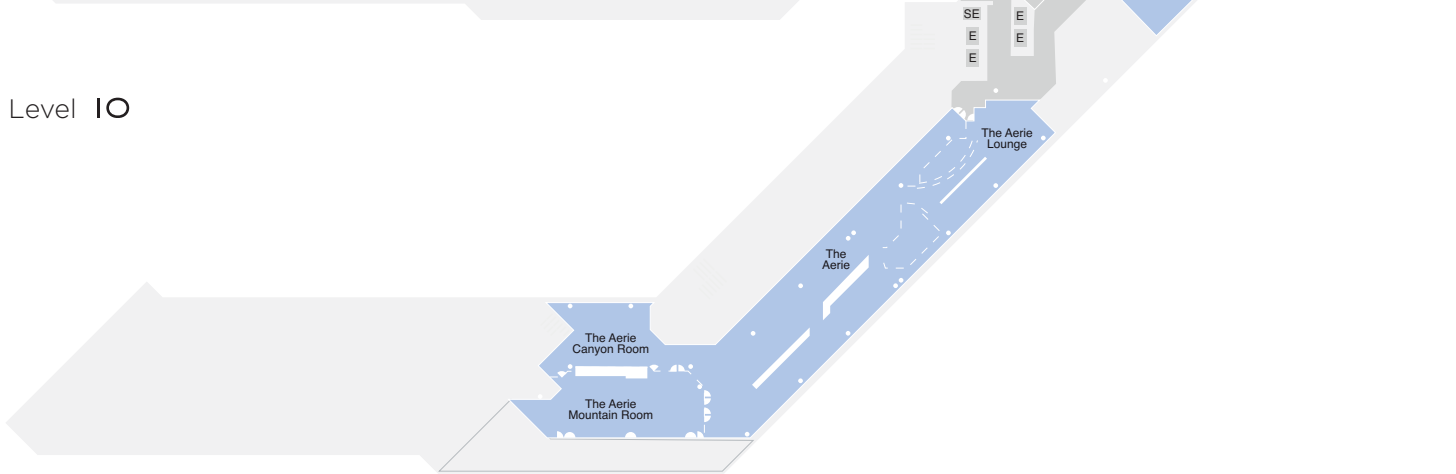 SE E
E E
E
Level 10
The Aerie
Lounge
The
Aerie
The Aerie
Canyon Room
The Aerie
Mountain Room